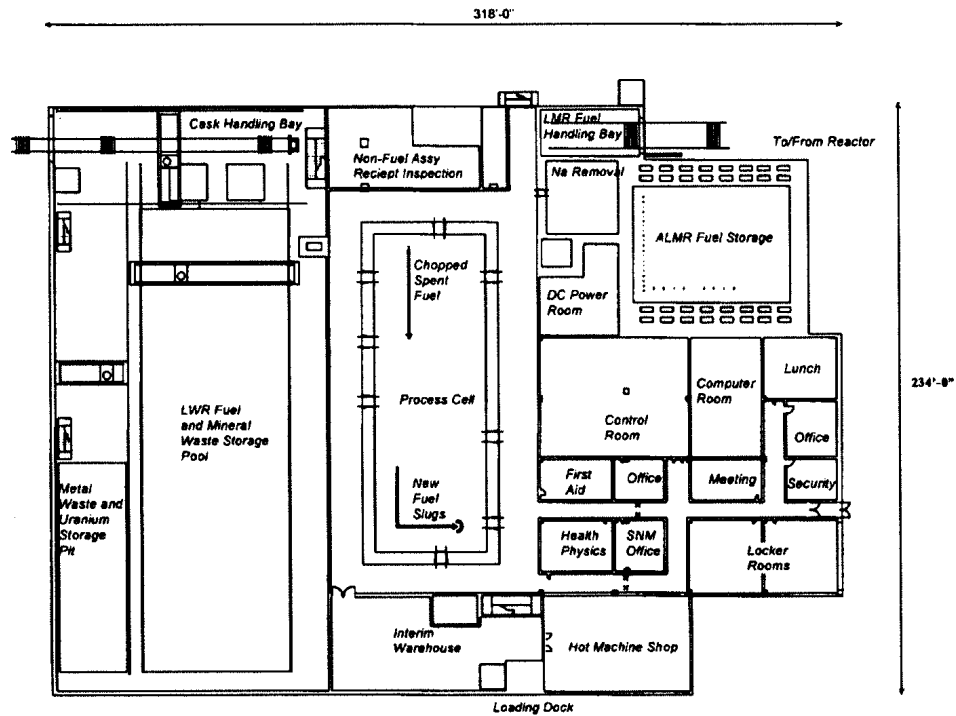 318'-0"
Cask Handling Bay
LMR Fuel
Handling Bay
To/From Reactor
Non-Fuel Assy
Reciept Inspection
Na Removal
ALMR Fuel Storage
Chopped
Spent
Fuel
DC Power
Room
Lunch
Computer
Room
234'-0"
Process Cell
LWR Fuel
and Mineral
Waste Storage
Pool
Control
Room
Office
New
Fuel
Slugs
First
Aid
Office
Meeting
Security
Metal
Waste and
Uranium
Storage
Pit
Health
Physics
SNM
Office
Locker
Rooms
Interim
Warehouse
Hot Machine Shop
Loading Dock